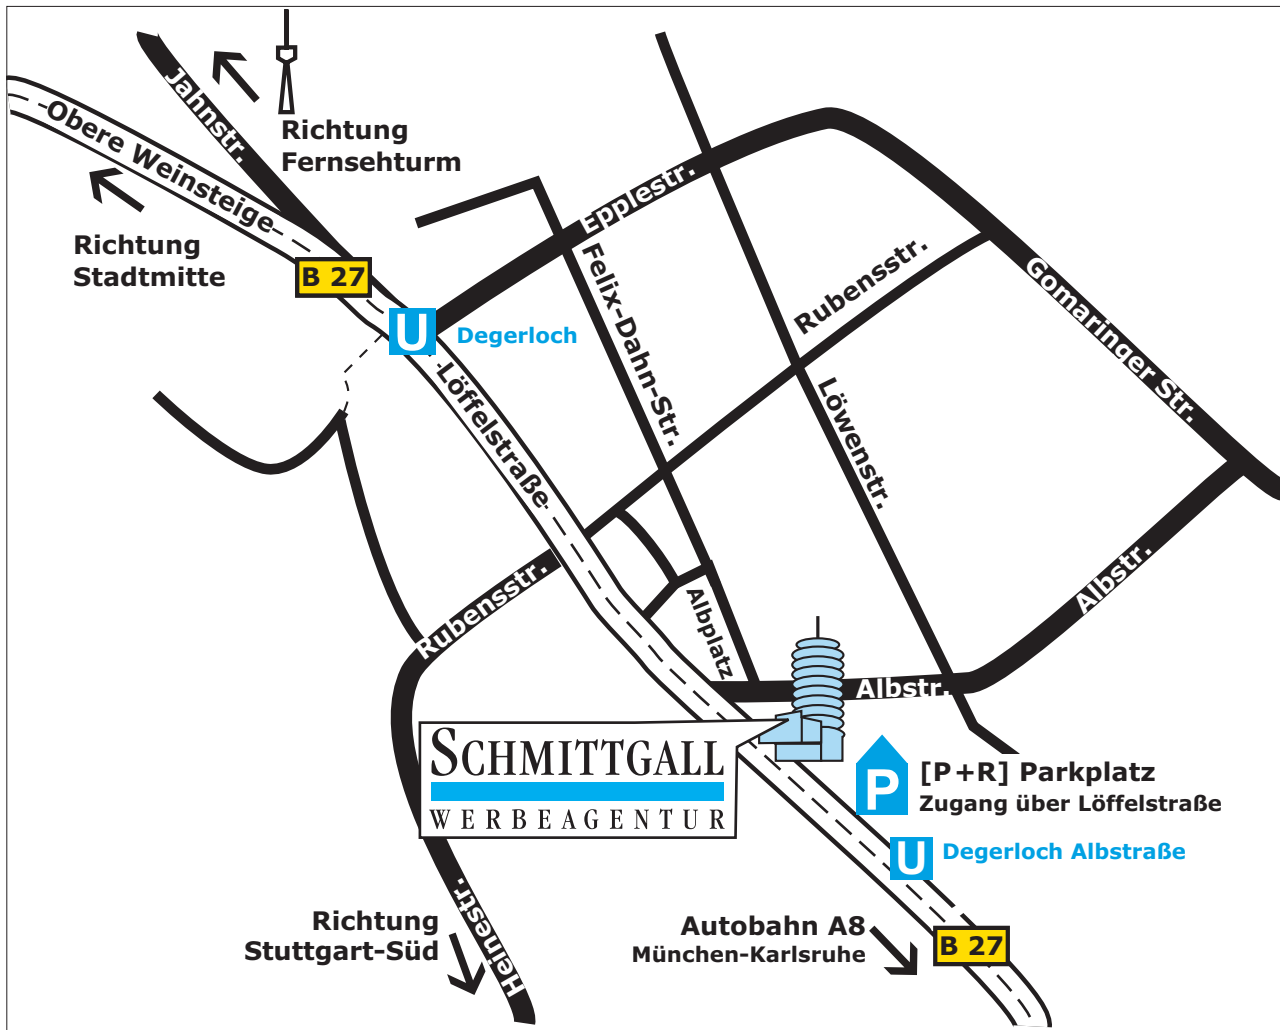 Jahnstr.
Obere Weinsteige
Richtung
Fernsehturm
Richtung
Stadtmitte
B 27
U
Degerloch
Epplestr.
Felix-Dahn-Str.
Rubensstr.
Gomaringer Str.
Löffelstraße
Löwenstr.
Rubensstr.
Albplatz
Albstr.
Albstr.
SCHMITTGALL
WERBEAGENTUR
P
[P+R] Parkplatz
Zugang über Löffelstraße
U
Degerloch Albstraße
Heinestr.
Richtung
Stuttgart-Süd
Autobahn A8
München-Karlsruhe
B 27